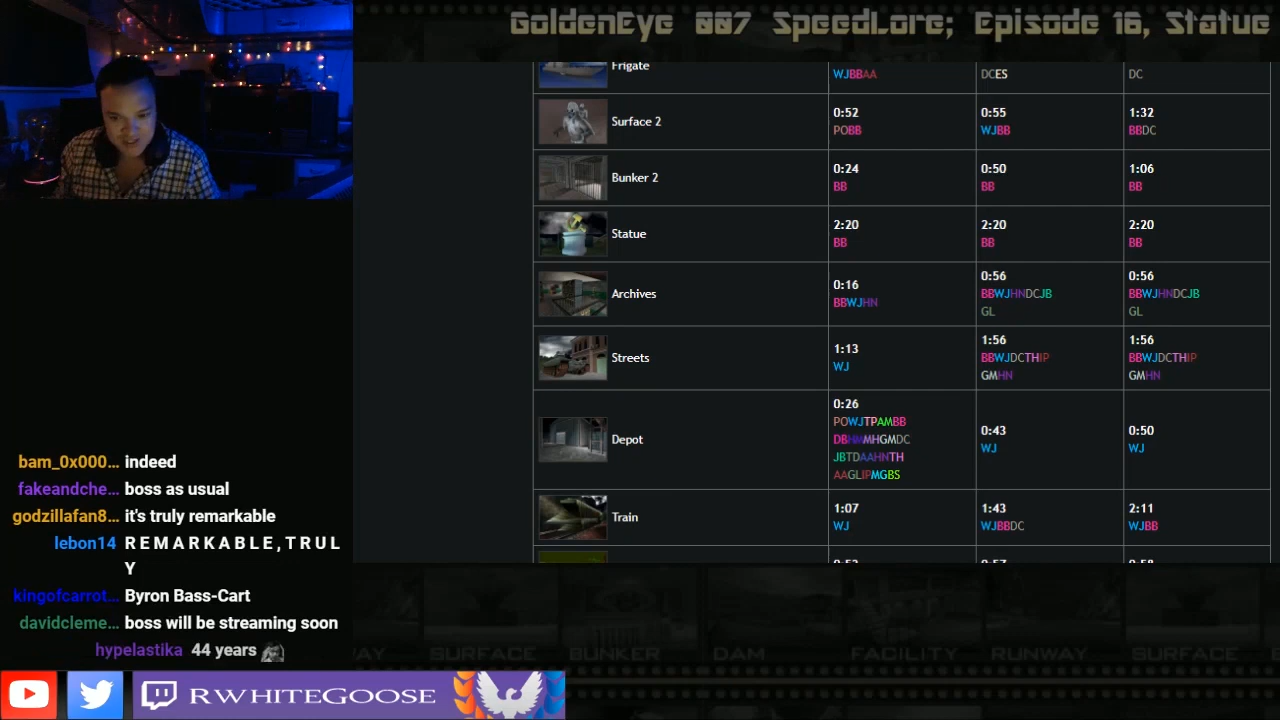 GoldenEye 007 SpeedLore; Episode 16, Statue
Frigate
WJBBAA
DCES
DC
Surface 2
0:52
POBB
0:55
WJBB
1:32
BBDC
Bunker 2
0:24
BB
0:50
BB
1:06
BB
Statue
2:20
BB
2:20
BB
2:20
BB
Archives
0:16
BBWJHN
0:56
BBWJHNDCJB
GL
0:56
BBWJHNDCJB
GL
Streets
1:13
WJ
1:56
BBWJDCTHIP
GMHN
1:56
BBWJDCTHIP
GMHN
Depot
0:26
POWJTPAMBB
DBHMMHGMDC
JBTDAAHNTH
AAGLIPMGBS
0:43
WJ
0:50
WJ
Train
1:07
WJ
1:43
WJBBDC
2:11
WJBB
bam_0x000… indeed
fakeandche… boss as usual
godzillafan8… it's truly remarkable
lebon14 R E M A R K A B L E , T R U L
Y
kingofcarrot… Byron Bass-Cart
davidcleme… boss will be streaming soon
hypelastika 44 years
SURFACE
BUNKER
DAM
FACILITY
RUNWAY
SURFACE
RWHITEGOOSE